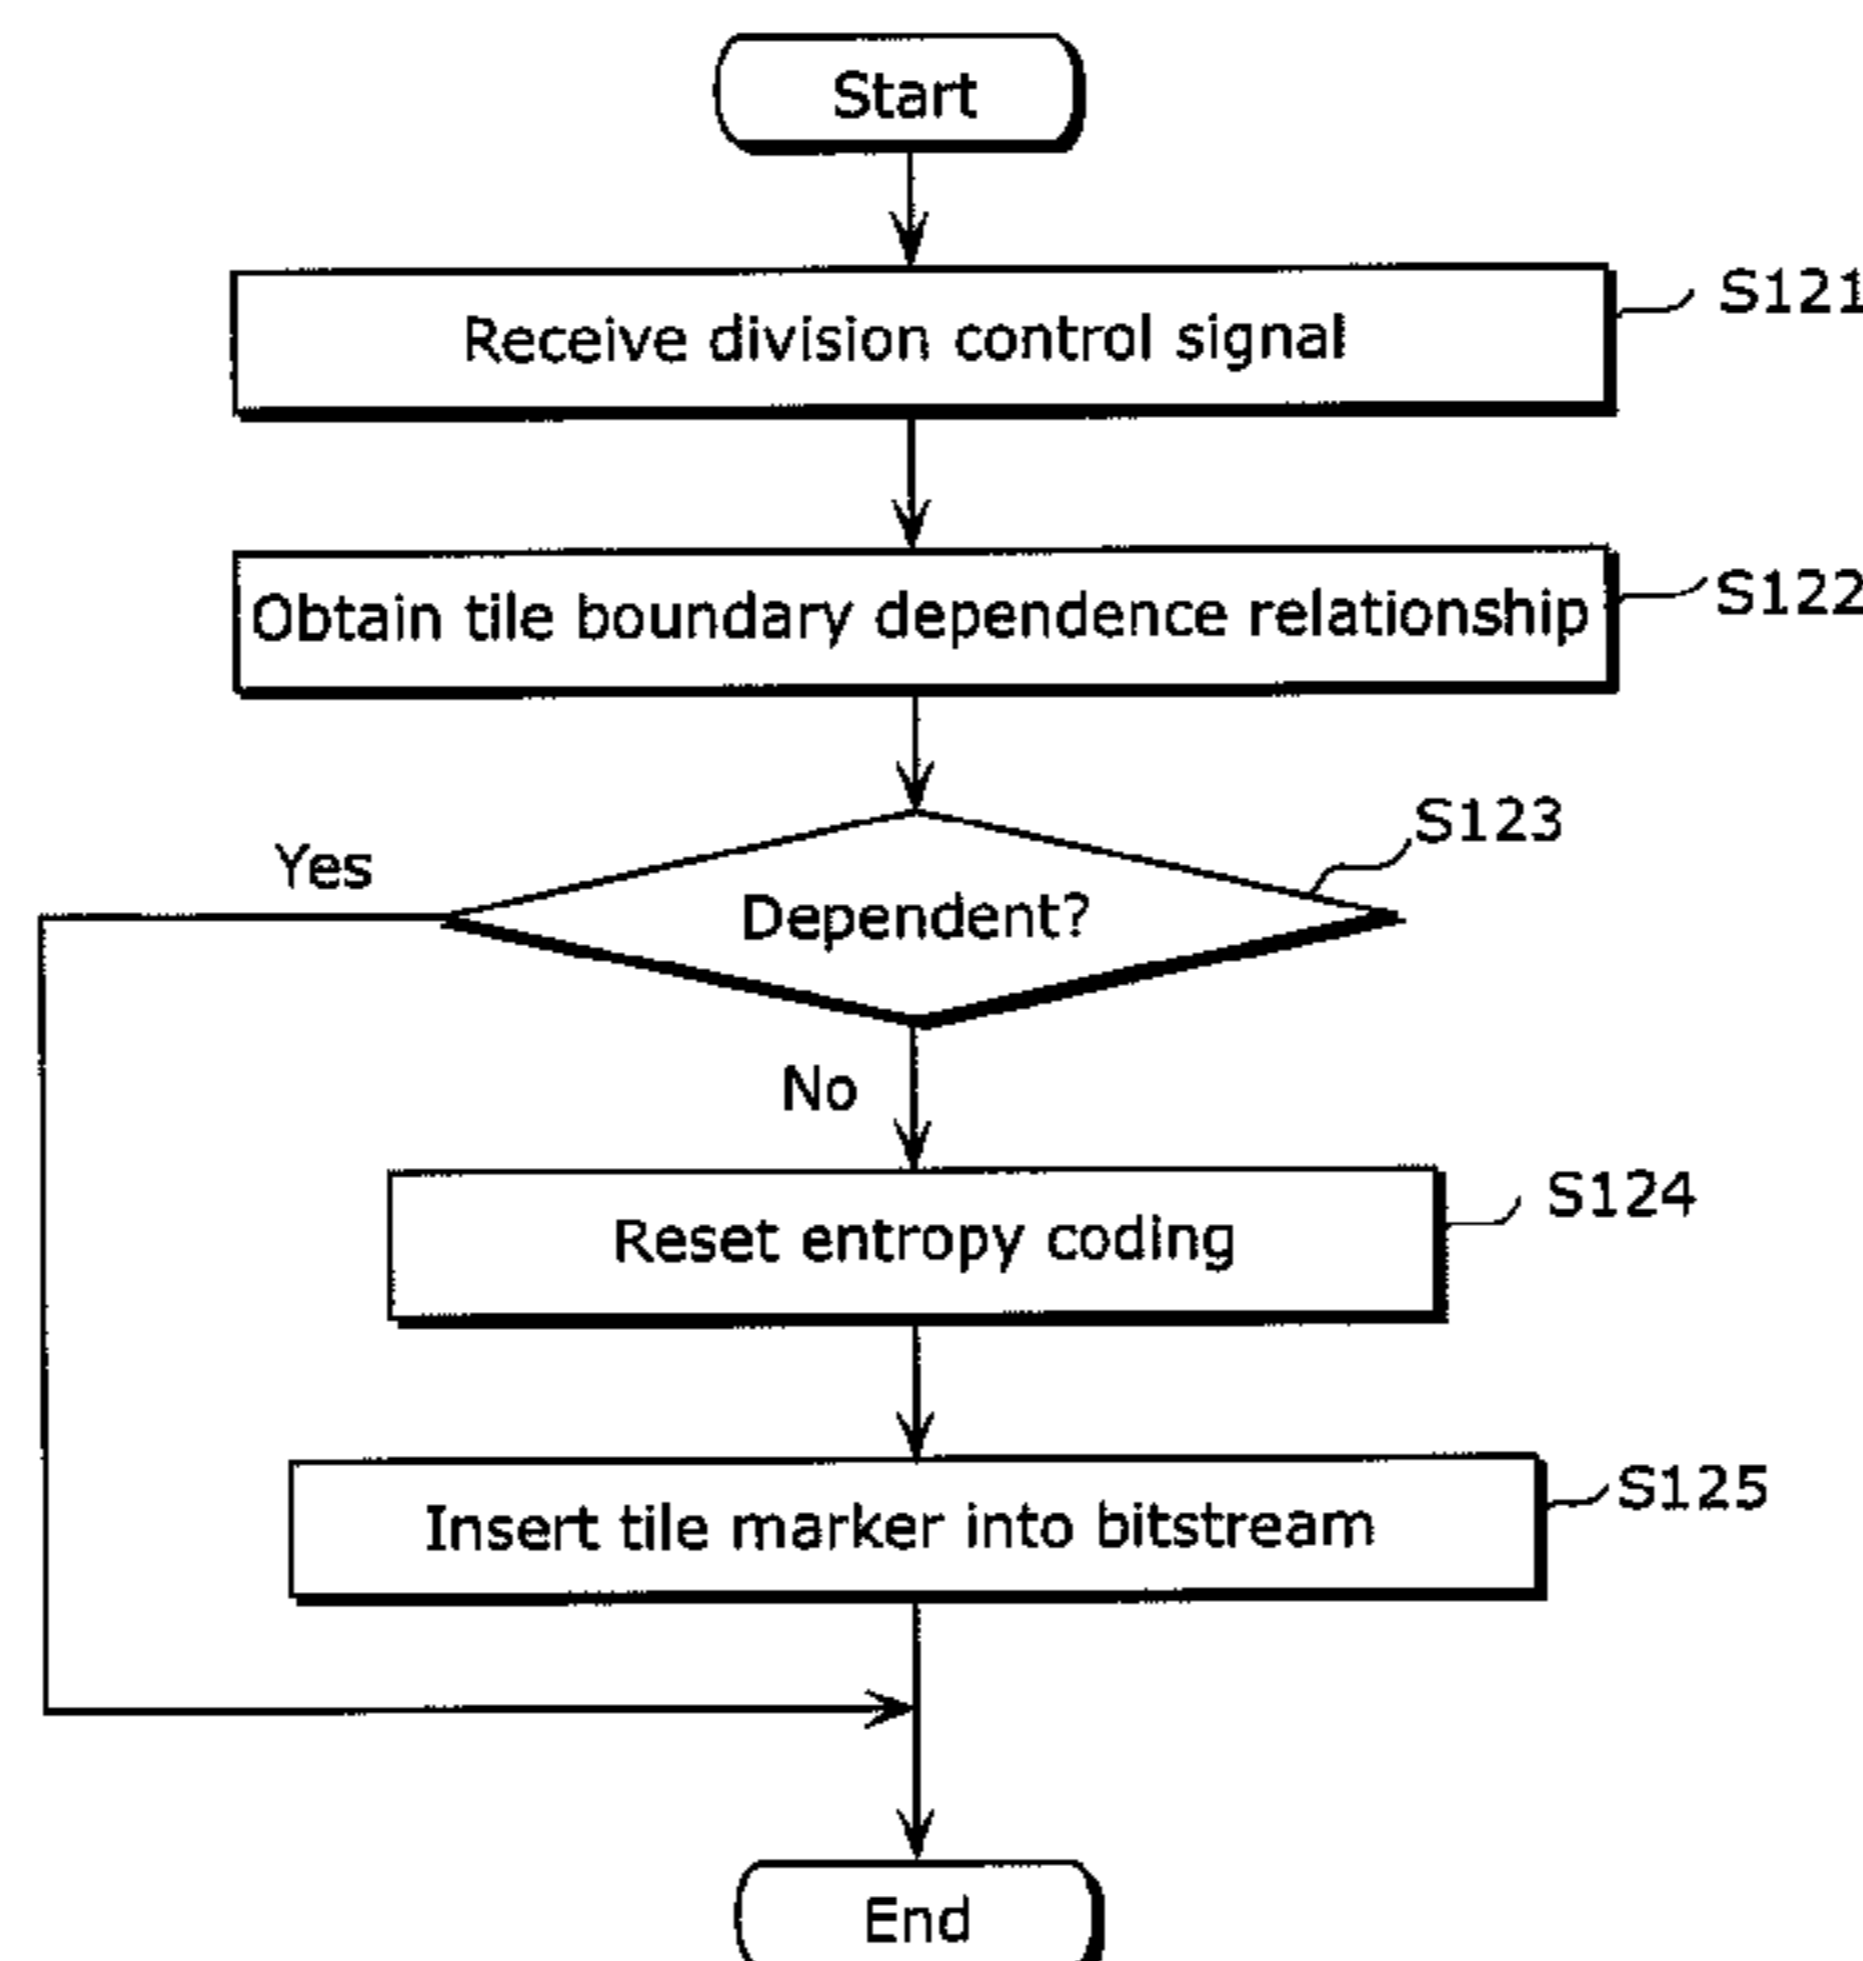 Start
Receive division control signal
S121
Obtain tile boundary dependence relationship
S122
S123
Yes
Dependent?
No
Reset entropy coding
S124
Insert tile marker into bitstream
S125
End